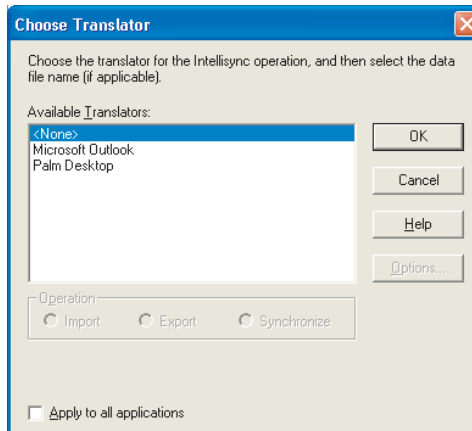 Choose Translator
Choose the translator for the Intellisync operation, and then select the data
file name (if applicable).
Available Translators:
<None>
Microsoft Outlook
Palm Desktop
OK
Cancel
Help
Options...
Operation
Import
Export
Synchronize
Apply to all applications